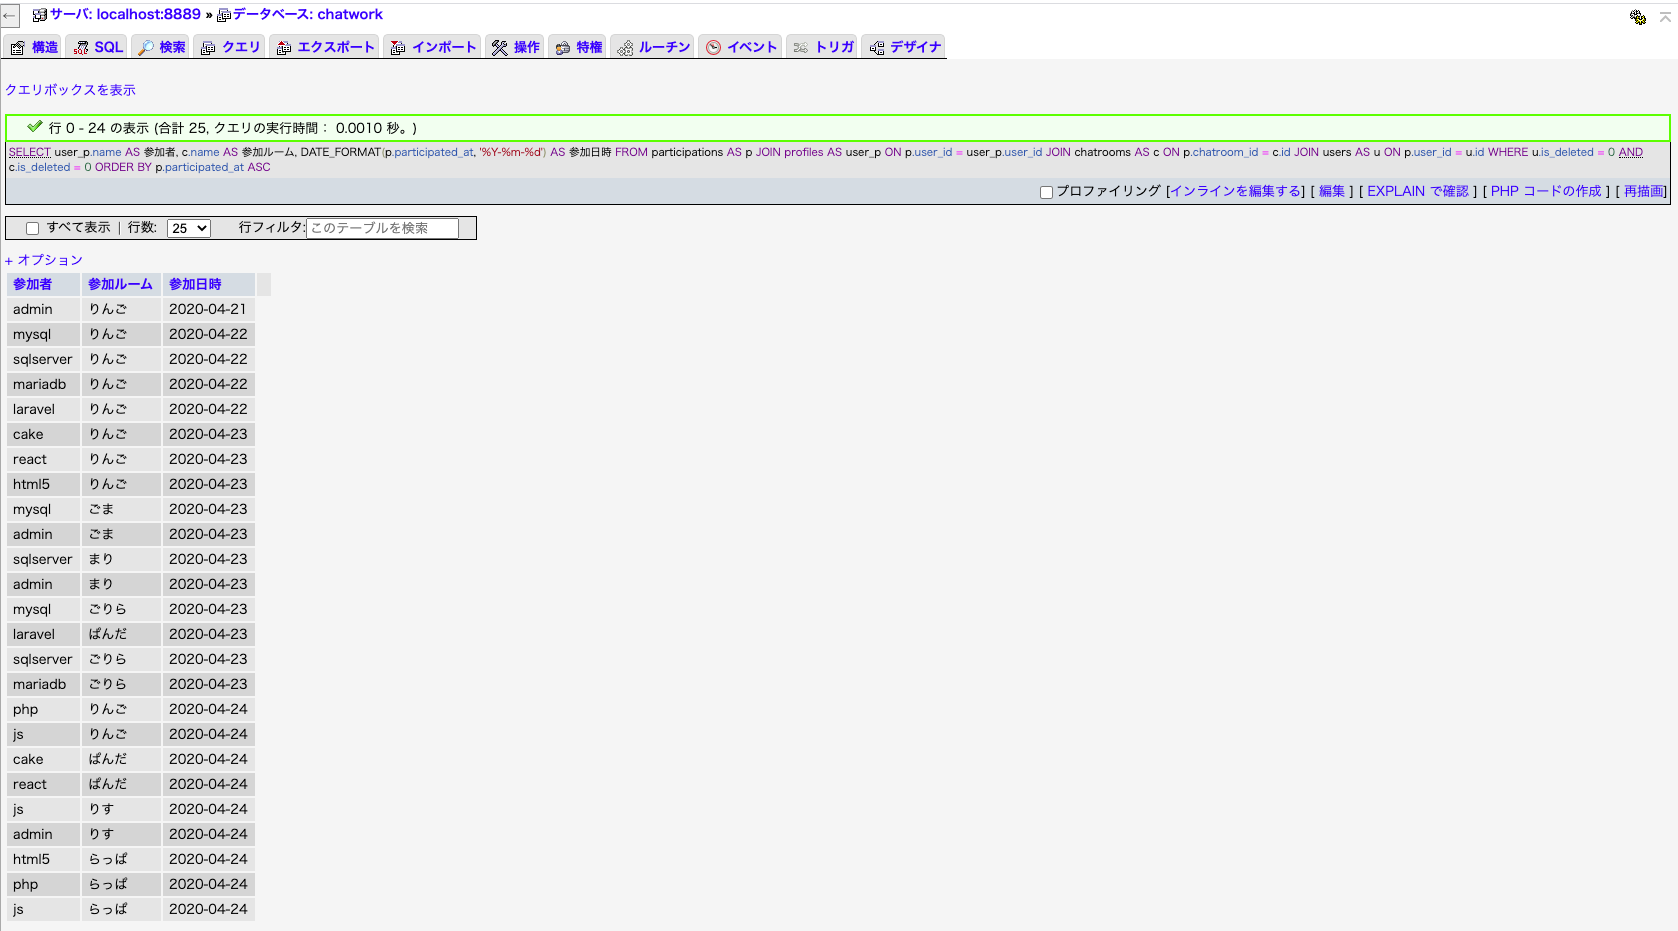 サーバ: localhost:8889 » データベース: chatwork
構造 SQL 検索 クエリ エクスポート インポート 操作 特権 ルーチン イベント トリガ デザイナ
クエリボックスを表示
行 0 - 24 の表示 (合計 25, クエリの実行時間： 0.0010 秒。)
SELECT user_p.name AS 参加者, c.name AS 参加ルーム, DATE_FORMAT(p.participated_at, '%Y-%m-%d') AS 参加日時 FROM participations AS p JOIN profiles AS user_p ON p.user_id = user_p.user_id JOIN chatrooms AS c ON p.chatroom_id = c.id JOIN users AS u ON p.user_id = u.id WHERE u.is_deleted = 0 AND
c.is_deleted = 0 ORDER BY p.participated_at ASC
プロファイリング [インラインを編集する] [ 編集 ] [ EXPLAIN で確認 ] [ PHP コードの作成 ] [ 再描画]
すべて表示 | 行数: 25 行フィルタ: このテーブルを検索
+ オプション
参加者 参加ルーム 参加日時
admin りんご 2020-04-21
mysql りんご 2020-04-22
sqlserver りんご 2020-04-22
mariadb りんご 2020-04-22
laravel りんご 2020-04-22
cake りんご 2020-04-23
react りんご 2020-04-23
html5 りんご 2020-04-23
mysql ごま 2020-04-23
admin ごま 2020-04-23
sqlserver まり 2020-04-23
admin まり 2020-04-23
mysql ごりら 2020-04-23
laravel ぱんだ 2020-04-23
sqlserver ごりら 2020-04-23
mariadb ごりら 2020-04-23
php りんご 2020-04-24
js りんご 2020-04-24
cake ぱんだ 2020-04-24
react ぱんだ 2020-04-24
js りす 2020-04-24
admin りす 2020-04-24
html5 らっぱ 2020-04-24
php らっぱ 2020-04-24
js らっぱ 2020-04-24